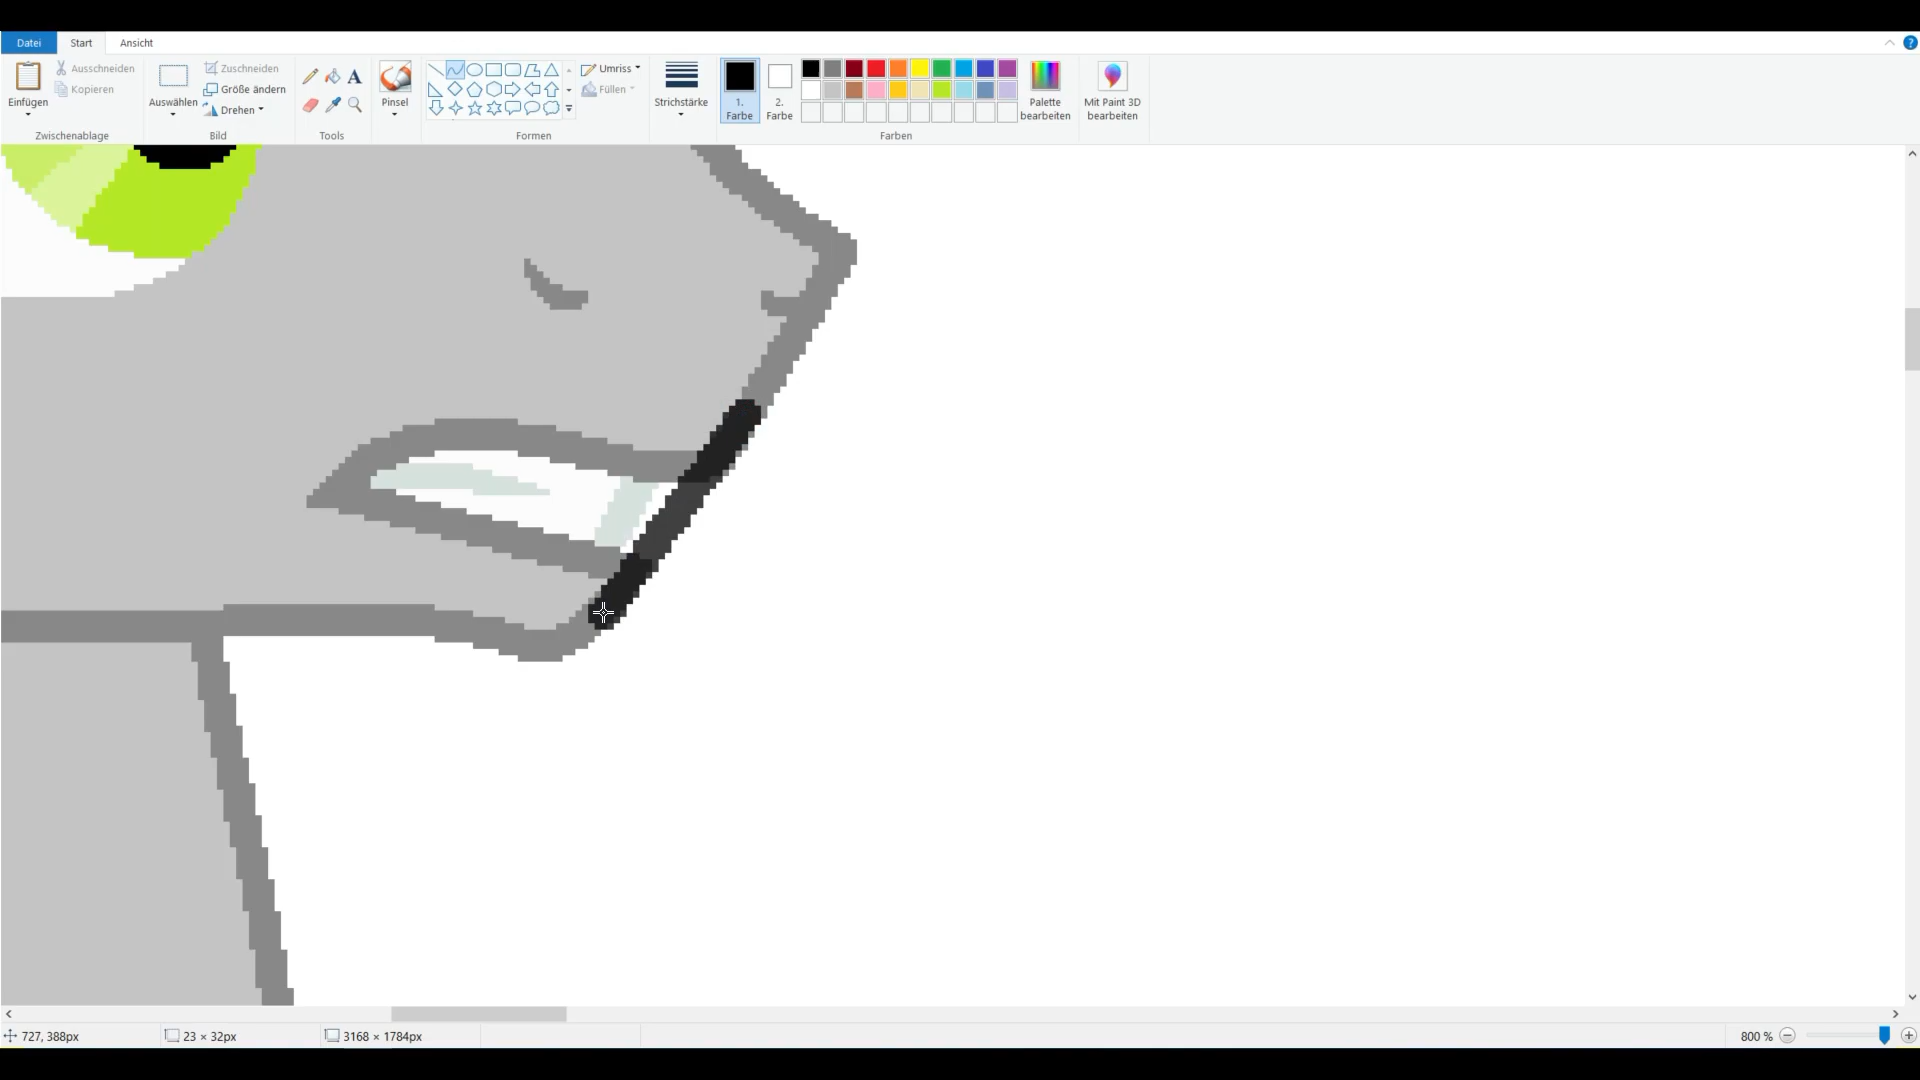 Datei Start Ansicht
Einfügen
Ausschneiden
Kopieren
Zwischenablage
Auswählen
Zuschneiden
Größe ändern
Drehen
Bild
A
Tools
Pinsel
Umriss
Füllen
Formen
Strichstärke
1. Farbe
2. Farbe
Palette bearbeiten
Farben
Mit Paint 3D bearbeiten
?
727, 388px 23 × 32px 3168 × 1784px 800 %